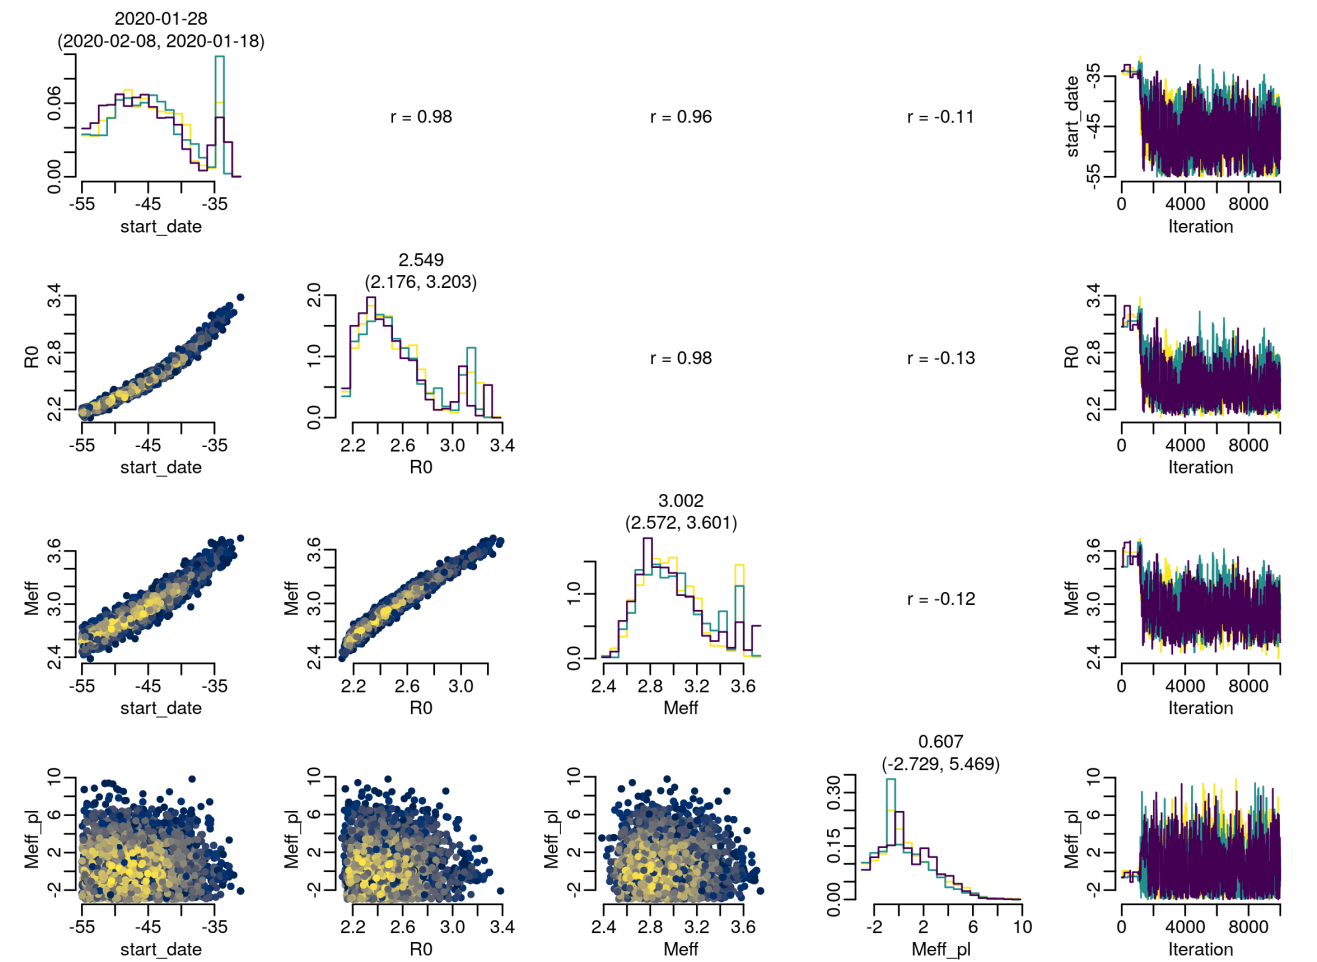 2020-01-28
(2020-02-08, 2020-01-18)
0.00 0.06
-55 -45 -35
start_date
r = 0.98
r = 0.96
r = -0.11
start_date
-55 -45 -35
0 4000 8000
Iteration
R0
2.2 2.8 3.4
-55 -45 -35
start_date
2.549
(2.176, 3.203)
0.0 1.0 2.0
2.2 2.6 3.0 3.4
R0
r = 0.98
r = -0.13
R0
2.2 2.8 3.4
0 4000 8000
Iteration
Meff
2.4 3.0 3.6
-55 -45 -35
start_date
Meff
2.4 3.0 3.6
2.2 2.6 3.0
R0
3.002
(2.572, 3.601)
0.0 1.0
2.4 2.8 3.2 3.6
Meff
r = -0.12
Meff
2.4 3.0 3.6
0 4000 8000
Iteration
Meff_pl
-2 2 6 10
-55 -45 -35
start_date
Meff_pl
-2 2 6 10
2.2 2.6 3.0 3.4
R0
Meff_pl
-2 2 6 10
2.4 2.8 3.2 3.6
Meff
0.607
(-2.729, 5.469)
0.00 0.15 0.30
-2 2 6 10
Meff_pl
Meff_pl
-2 2 6 10
0 4000 8000
Iteration